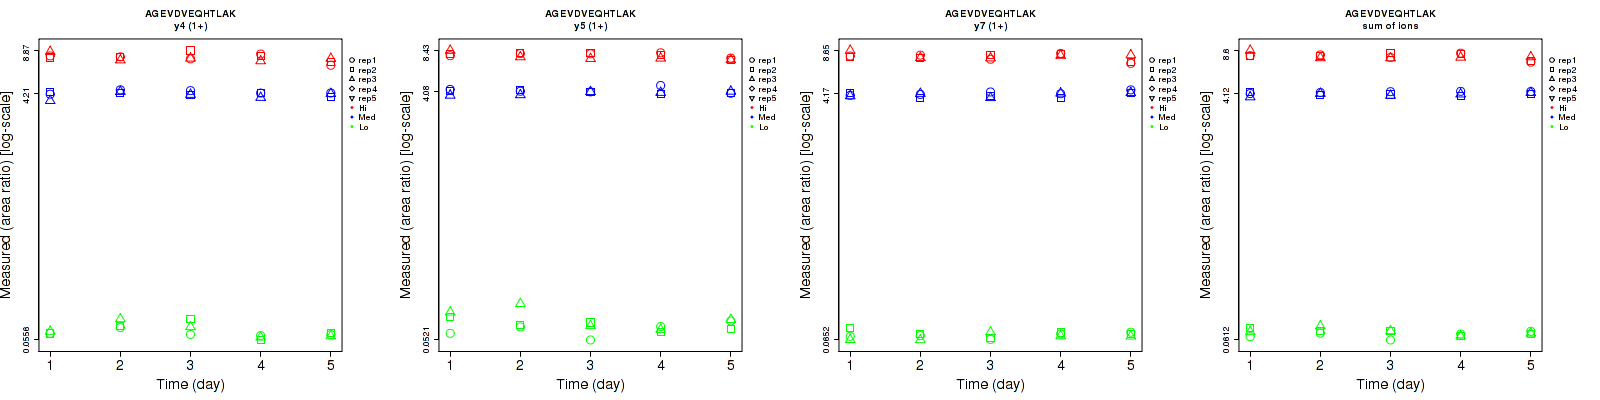 AGEVDVEQHTLAK
y4 (1+)
Measured (area ratio) [log-scale]
8.87
4.21
0.0556
1 2 3 4 5
Time (day)
rep1
rep2
rep3
rep4
rep5
Hi
Med
Lo
AGEVDVEQHTLAK
y5 (1+)
Measured (area ratio) [log-scale]
8.43
4.08
0.0521
1 2 3 4 5
Time (day)
rep1
rep2
rep3
rep4
rep5
Hi
Med
Lo
AGEVDVEQHTLAK
y7 (1+)
Measured (area ratio) [log-scale]
8.65
4.17
0.0652
1 2 3 4 5
Time (day)
rep1
rep2
rep3
rep4
rep5
Hi
Med
Lo
AGEVDVEQHTLAK
sum of ions
Measured (area ratio) [log-scale]
8.6
4.12
0.0612
1 2 3 4 5
Time (day)
rep1
rep2
rep3
rep4
rep5
Hi
Med
Lo